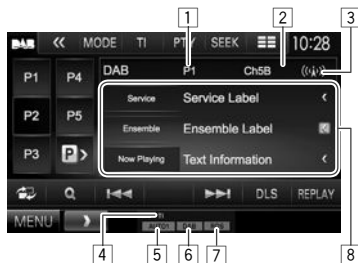 1 2 3
DAB « MODE TI PTY SEEK 10:28
P1 P4 DAB P1 Ch5B
Service Service Label
P2 P5 Ensemble Ensemble Label
P3 P > Now Playing Text Information
DLS REPLAY
MENU
DAB
4 5 6 7 8